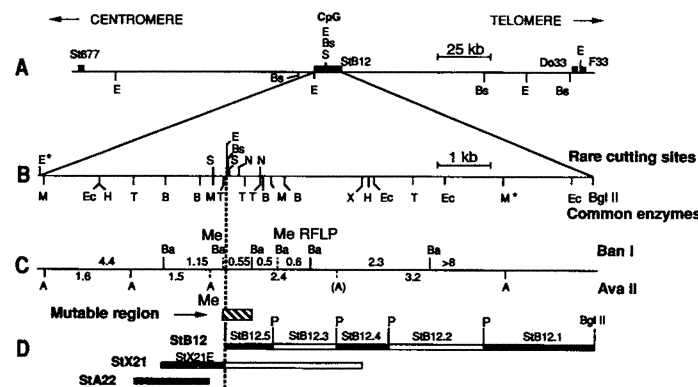 CENTROMERE CpG TELOMERE
St677 E Bs S StB12 25 kb Do33 E F33
A
E Bs E Bs E Bs
E
Bs
E* S S N N 1 kb Rare cutting sites
B
M Ec H T B B M T T T B M B X H Ec T Ec M* Ec Bgl II
Common enzymes
Me Me RFLP
Ba Ba Ba Ba Ba Ba Ban I
C
4.4 1.15 0.55 0.5 0.6 2.3 >8
1.6 1.5 2.4 3.2 Ava II
A A A (A) A
Me
Mutable region
P P P P Bgl II
StB12 StB12.5 StB12.3 StB12.4 StB12.2 StB12.1
D
StX21 StX21E
StA22